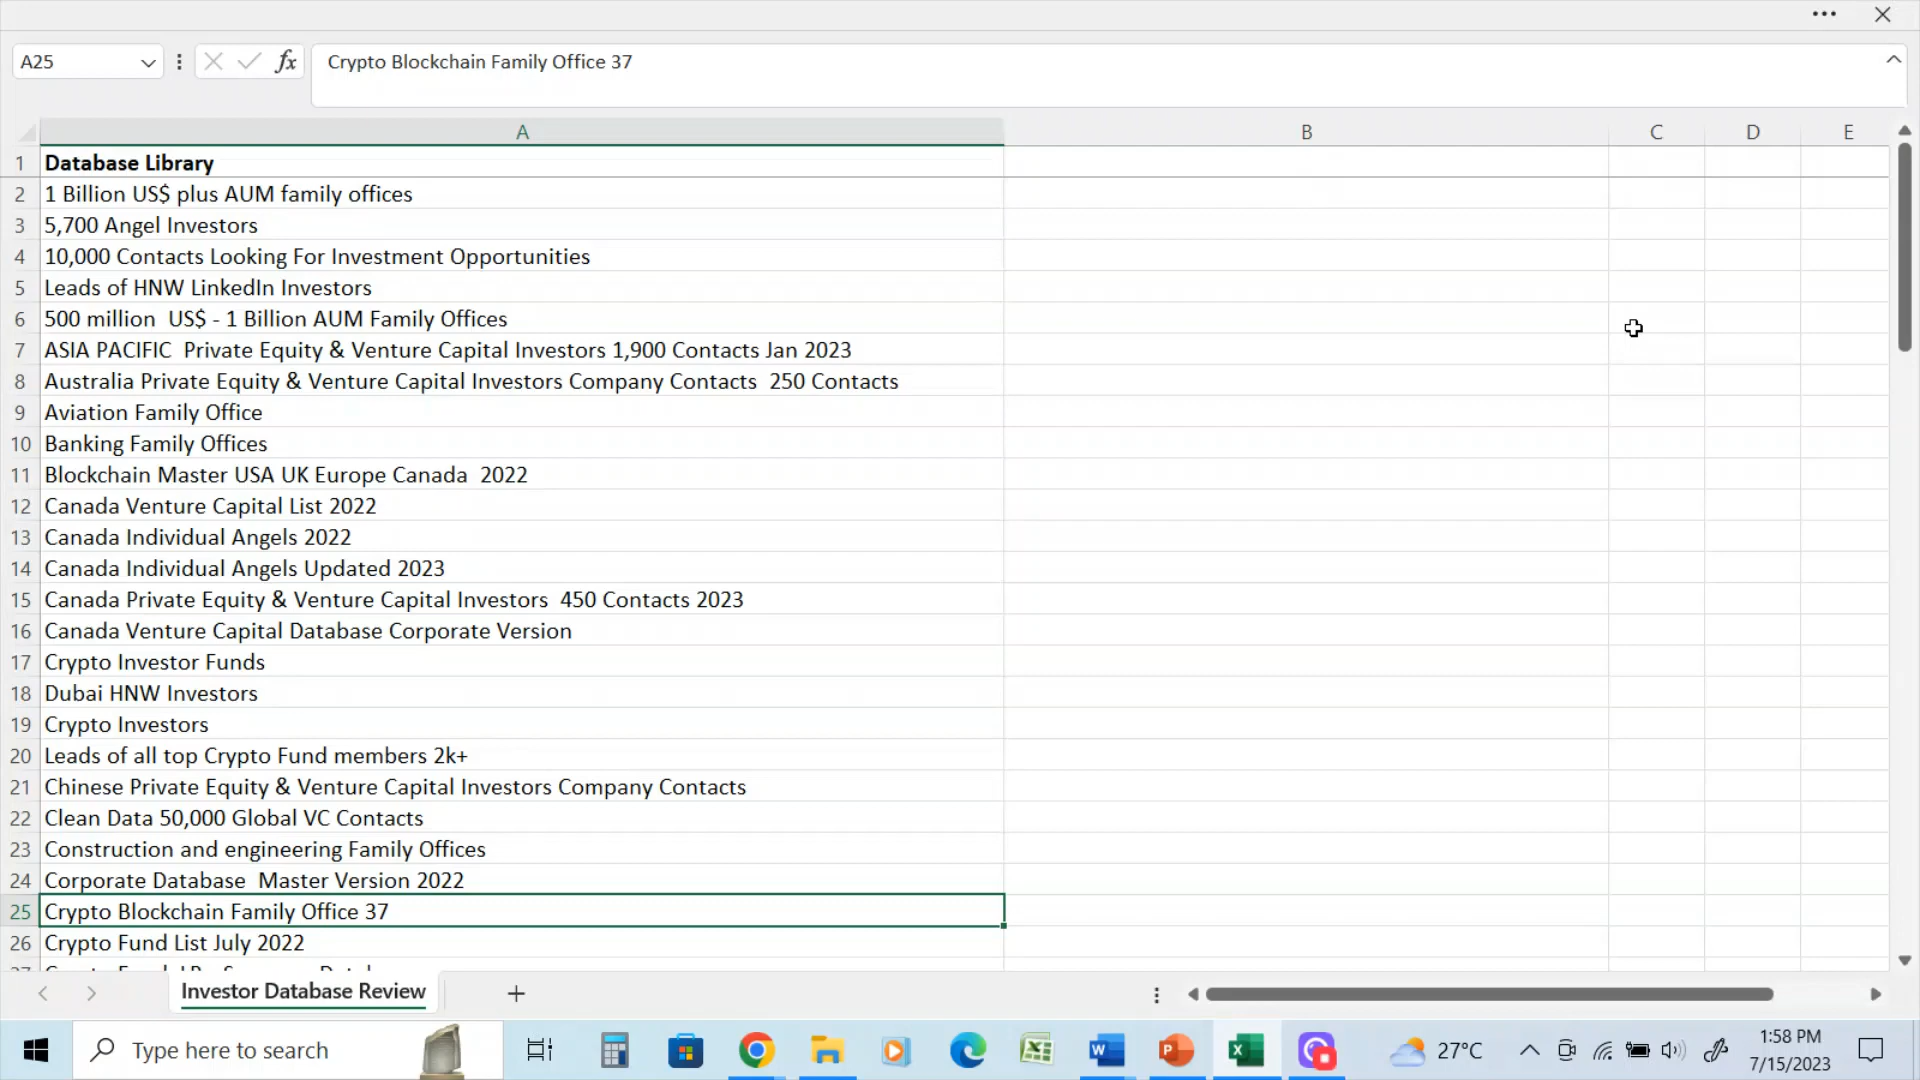 A25
fx
Crypto Blockchain Family Office 37
A B C D E
1 Database Library
2 1 Billion US$ plus AUM family offices
3 5,700 Angel Investors
4 10,000 Contacts Looking For Investment Opportunities
5 Leads of HNW LinkedIn Investors
6 500 million  US$ - 1 Billion AUM Family Offices
7 ASIA PACIFIC  Private Equity & Venture Capital Investors 1,900 Contacts Jan 2023
8 Australia Private Equity & Venture Capital Investors Company Contacts  250 Contacts
9 Aviation Family Office
10 Banking Family Offices
11 Blockchain Master USA UK Europe Canada  2022
12 Canada Venture Capital List 2022
13 Canada Individual Angels 2022
14 Canada Individual Angels Updated 2023
15 Canada Private Equity & Venture Capital Investors  450 Contacts 2023
16 Canada Venture Capital Database Corporate Version
17 Crypto Investor Funds
18 Dubai HNW Investors
19 Crypto Investors
20 Leads of all top Crypto Fund members 2k+
21 Chinese Private Equity & Venture Capital Investors Company Contacts
22 Clean Data 50,000 Global VC Contacts
23 Construction and engineering Family Offices
24 Corporate Database  Master Version 2022
25 Crypto Blockchain Family Office 37
26 Crypto Fund List July 2022
Investor Database Review
Type here to search
27°C
1:58 PM
7/15/2023